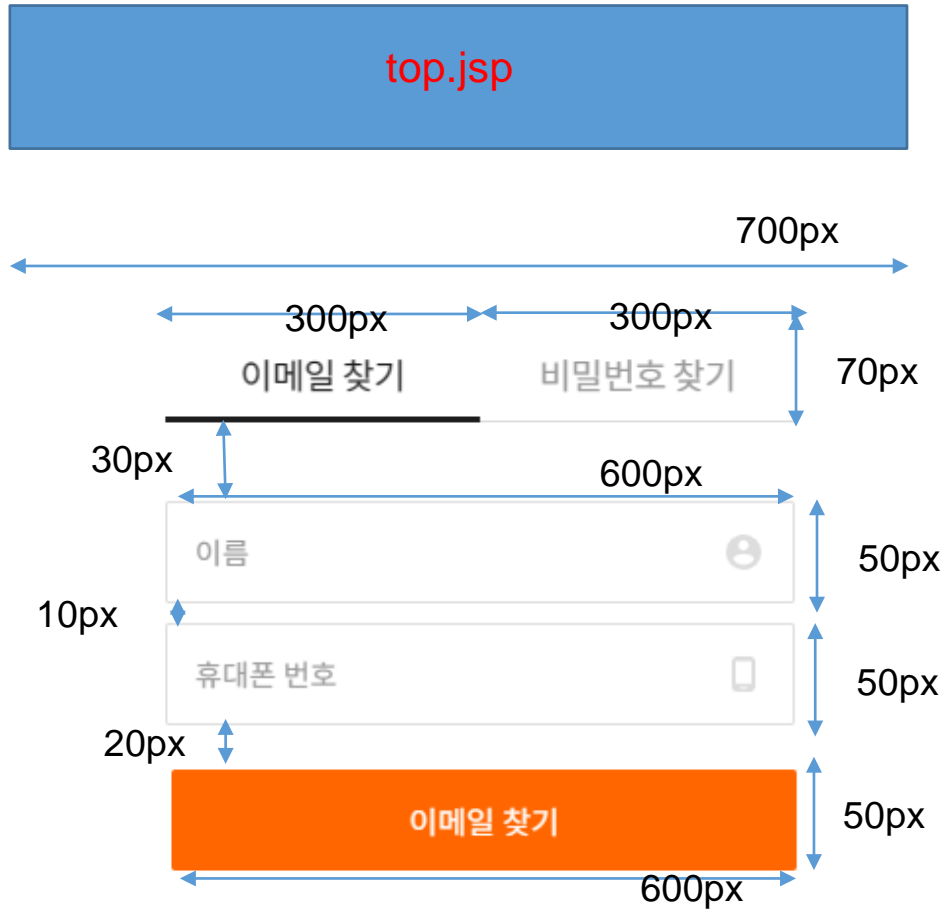 top.jsp
700px
300px 300px
이메일 찾기 비밀번호 찾기 70px
30px
600px
이름 50px
10px
휴대폰 번호 50px
20px
이메일 찾기 50px
600px